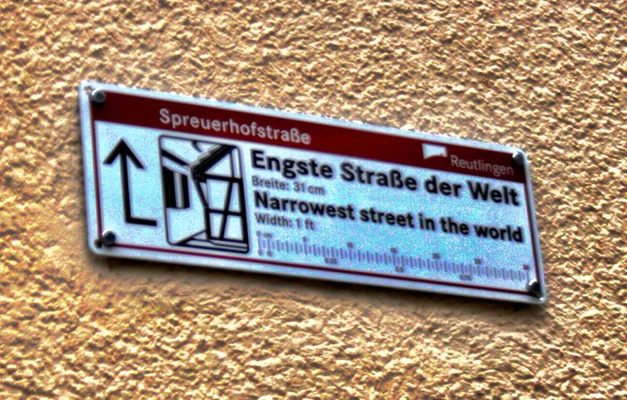 Spreuerhofstraße
Reutlingen
Engste Straße der Welt
Breite: 31 cm
Narrowest street in the world
Width: 1 ft